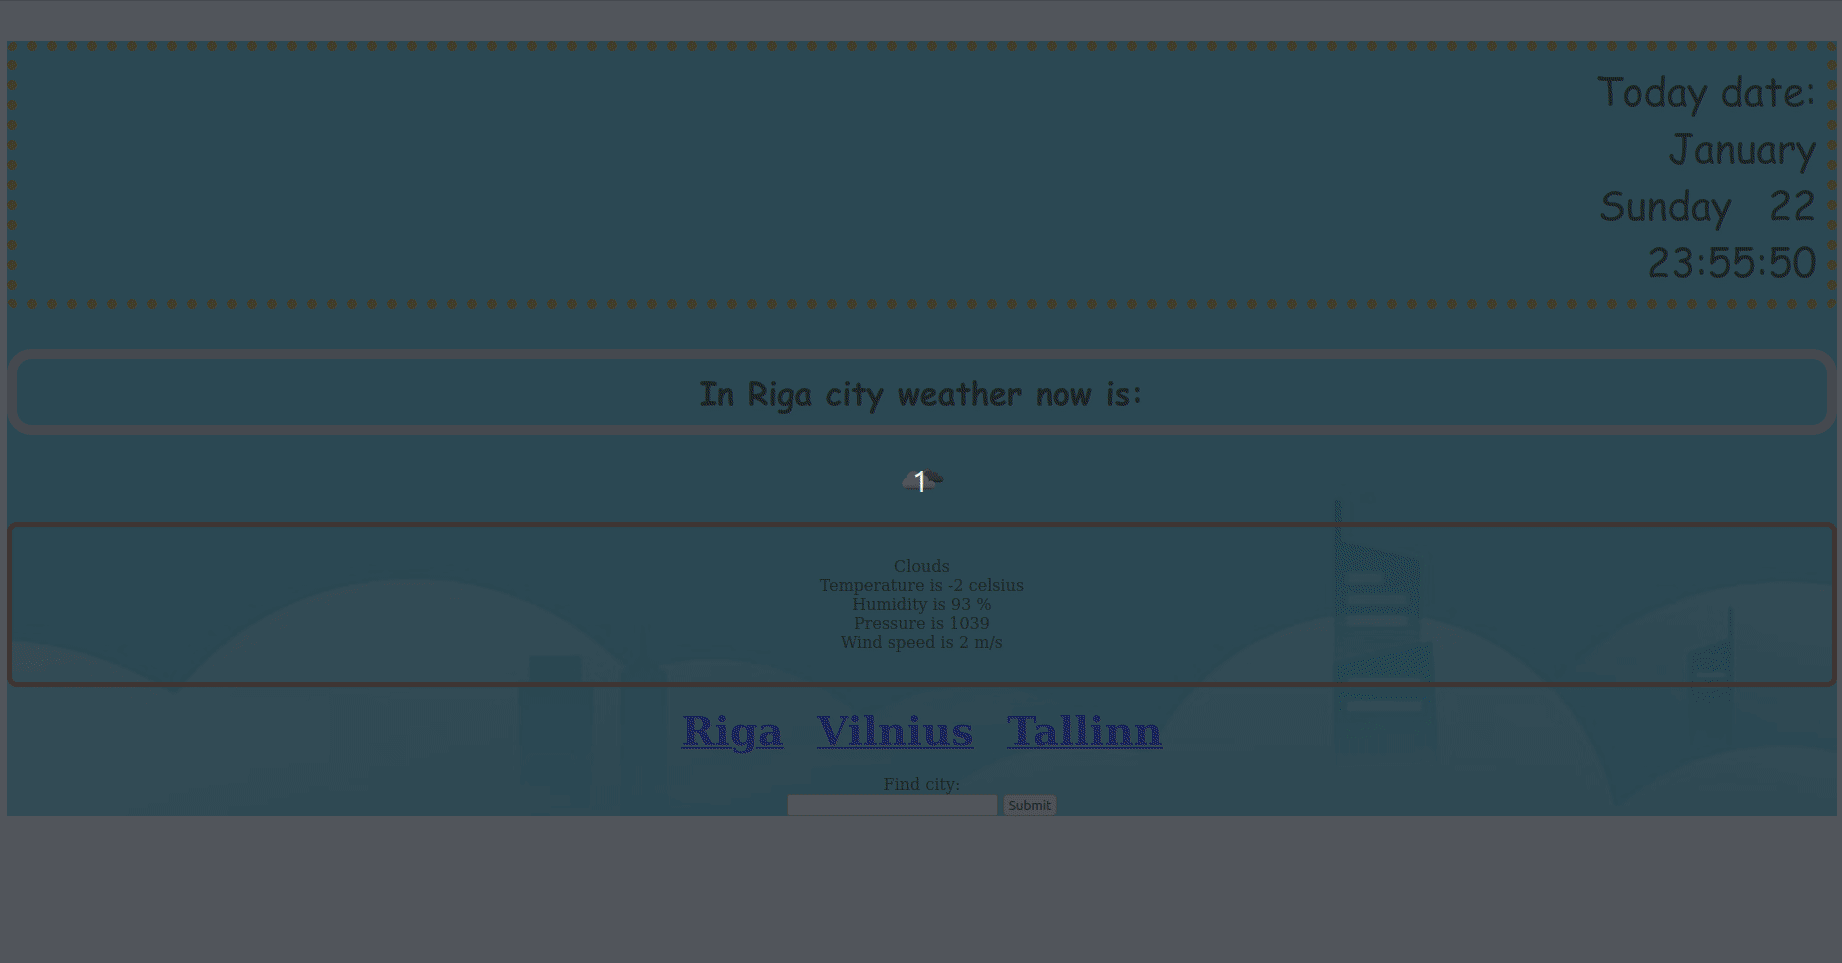 Today date:
January
Sunday 22
23:55:50
In Riga city weather now is:
1
Clouds
Temperature is -2 celsius
Humidity is 93 %
Pressure is 1039
Wind speed is 2 m/s
Riga Vilnius Tallinn
Find city:
Submit